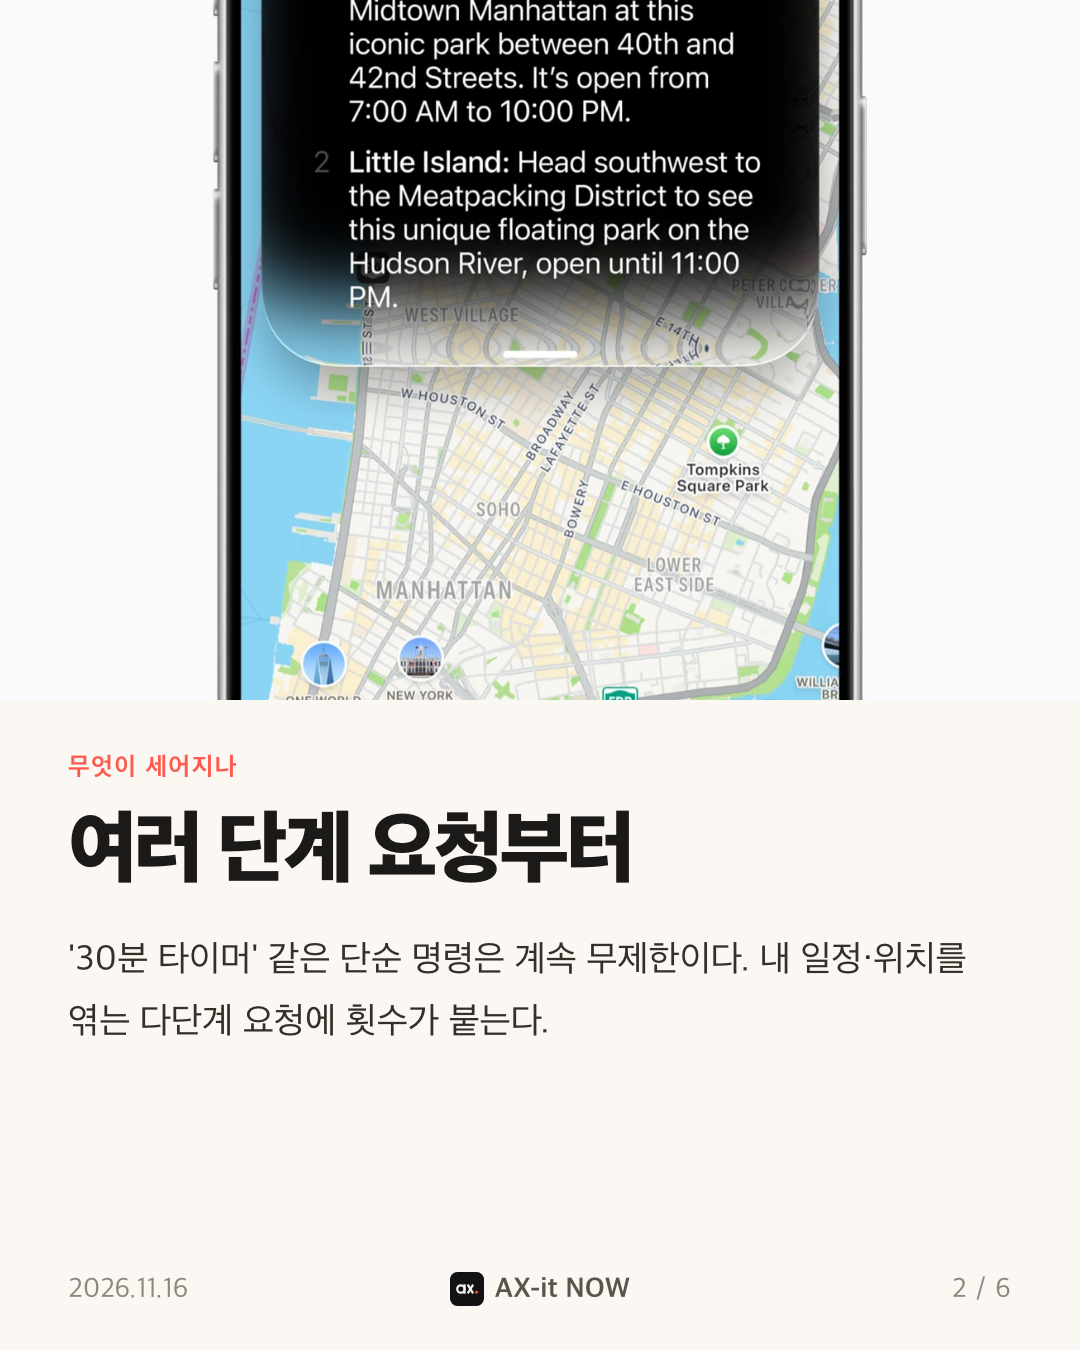 Midtown Manhattan at this
iconic park between 40th and
42nd Streets. It's open from
7:00 AM to 10:00 PM.
2 Little Island: Head southwest to
the Meatpacking District to see
this unique floating park on the
Hudson River, open until 11:00
PM.
WEST VILLAGE
E 14TH
W HOUSTON ST
BROADWAY
LAFAYETTE ST
Tompkins
Square Park
BOWERY
E HOUSTON ST
SOHO
LOWER
EAST SIDE
MANHATTAN
NEW YORK
무엇이 세어지나
여러 단계 요청부터
'30분 타이머' 같은 단순 명령은 계속 무제한이다. 내 일정·위치를
엮는 다단계 요청에 횟수가 붙는다.
2026.11.16
ax. AX-it NOW
2 / 6